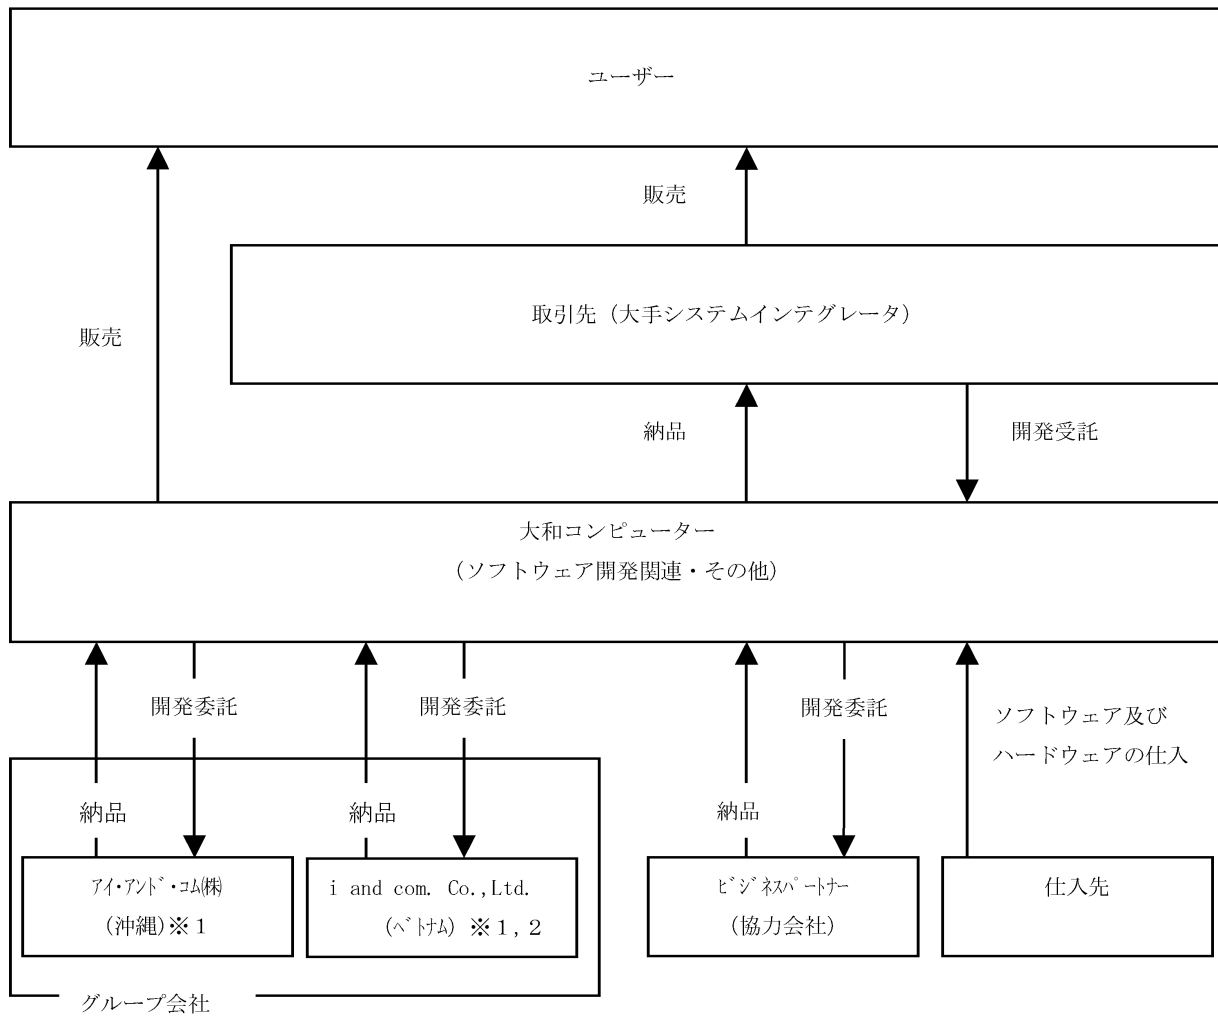 ユーザー
販売
取引先（大手システムインテグレータ）
販売
納品
開発受託
大和コンピューター
（ソフトウェア開発関連・その他）
開発委託
開発委託
開発委託
ソフトウェア及び
ハードウェアの仕入
納品
納品
納品
ｱｲ・ｱﾝﾄﾞ・ｺﾑ㈱
(沖縄)※１
i and com. Co.,Ltd.
(ﾍﾞﾄﾅﾑ) ※１,２
ﾋﾞｼﾞﾈｽﾊﾟｰﾄﾅｰ
（協力会社）
仕入先
グループ会社